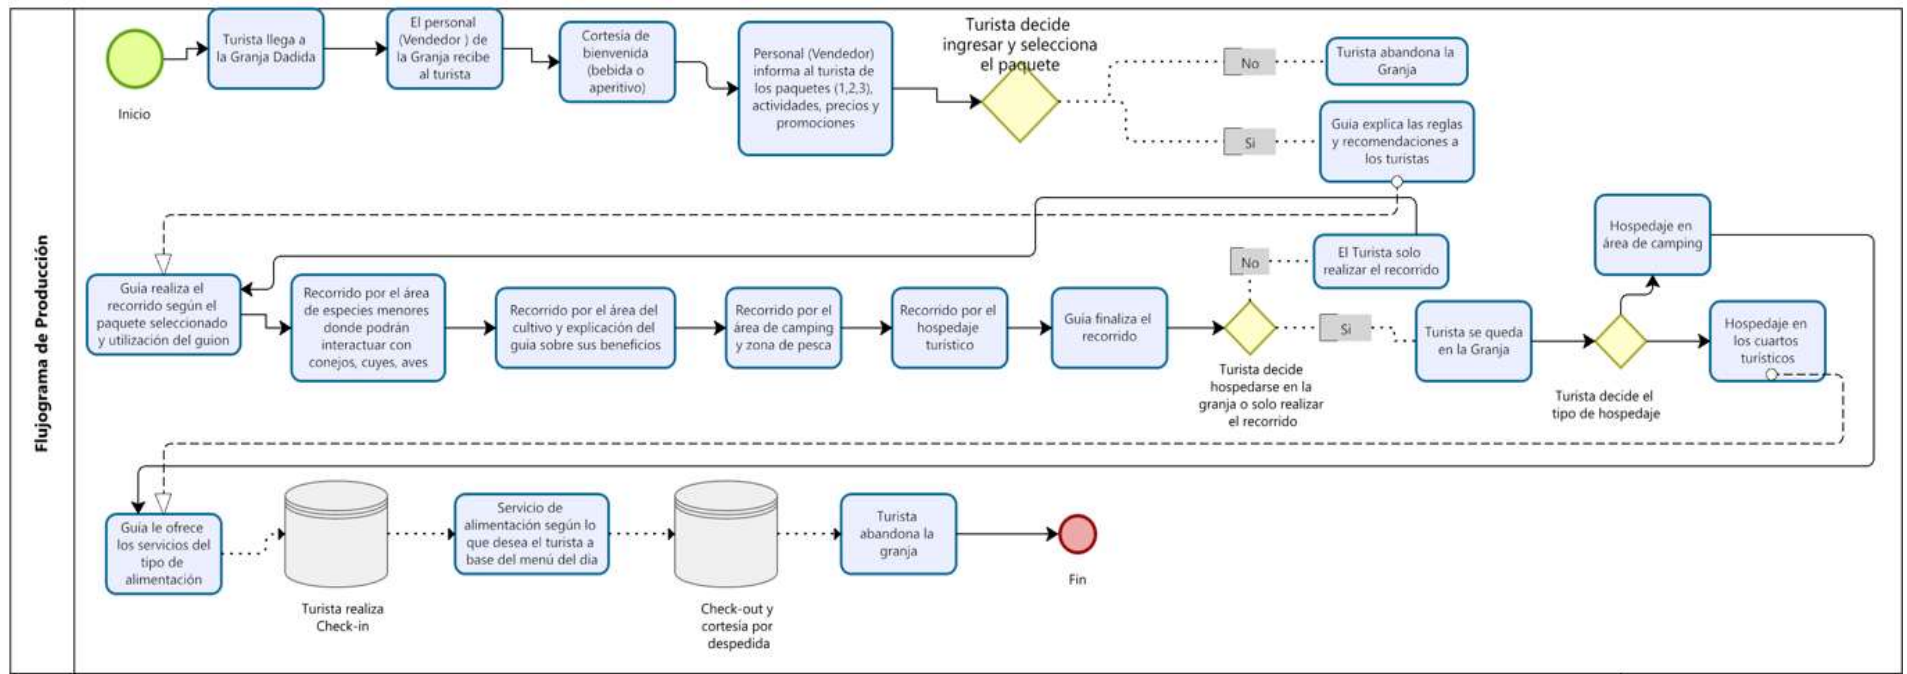 Flujograma de Producción
Inicio
Turista llega a
la Granja Dadida
El personal
(Vendedor ) de
la Granja recibe
al turista
Cortesía de
bienvenida
(bebida o
aperitivo)
Personal (Vendedor)
informa al turista de
los paquetes (1,2,3),
actividades, precios y
promociones
Turista decide
ingresar y selecciona
el paquete
No
Turista abandona la
Granja
Si
Guia explica las reglas
y recomendaciones a
los turistas
Guía realiza el
recorrido según el
paquete seleccionado
y utilización del guion
Recorrido por el área
de especies menores
donde podrán
interactuar con
conejos, cuyes, aves
Recorrido por el área del
cultivo y explicación del
guía sobre sus beneficios
Recorrido por el
área de camping
y zona de pesca
Recorrido por el
hospedaje
turístico
Guía finaliza el
recorrido
Turista decide
hospedarse en la
granja o solo realizar
el recorrido
No
El Turista solo
realizar el recorrido
Si
Turista se queda
en la Granja
Turista decide el
tipo de hospedaje
Hospedaje en
área de camping
Hospedaje en
los cuartos
turísticos
Guía le ofrece
los servicios del
tipo de
alimentación
Turista realiza
Check-in
Servicio de
alimentación según lo
que desea el turista a
base del menú del día
Check-out y
cortesía por
despedida
Turista
abandona la
granja
Fin